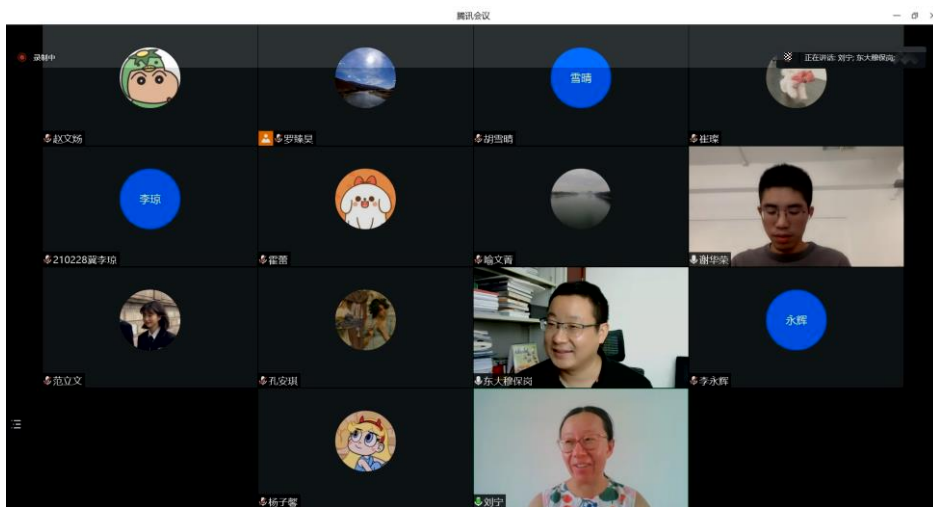 腾讯会议
录制中
正在讲话: 刘宁; 东大穆保岗;
雪晴
赵文炀
罗臻旻
胡雪晴
崔璨
李琼
210228冀李琼
霍蕾
喻文菁
谢华荣
永辉
范立文
孔安琪
东大穆保岗
李永辉
杨子馨
刘宁